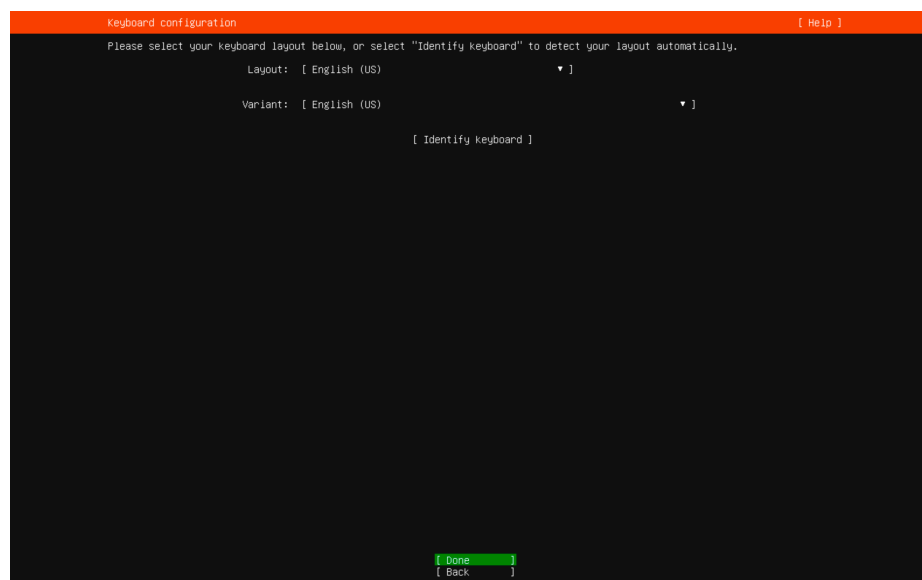 Keyboard configuration [ Help ]
Please select your keyboard layout below, or select "Identify keyboard" to detect your layout automatically.
Layout: [ English (US) ▾ ]
Variant: [ English (US) ▾ ]
[ Identify keyboard ]
[ Done ]
[ Back ]